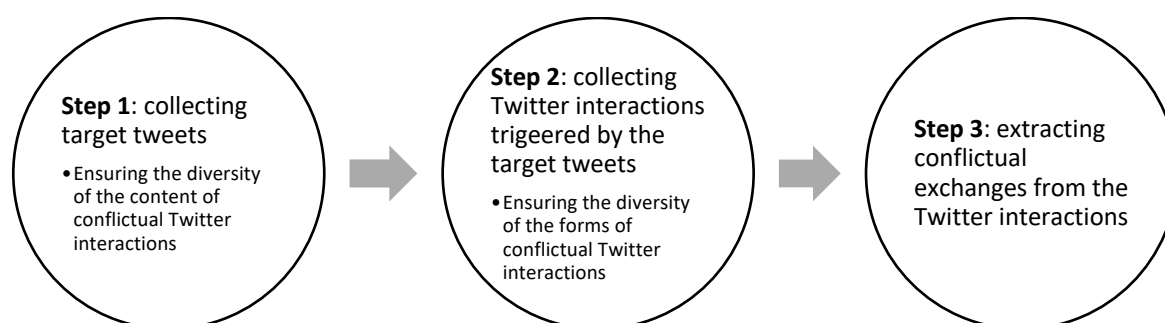 Step 1: collecting
target tweets
•Ensuring the diversity
of the content of
conflictual Twitter
interactions
Step 2: collecting
Twitter interactions
trigeered by the
target tweets
•Ensuring the diversity
of the forms of
conflictual Twitter
interactions
Step 3: extracting
conflictual
exchanges from the
Twitter interactions